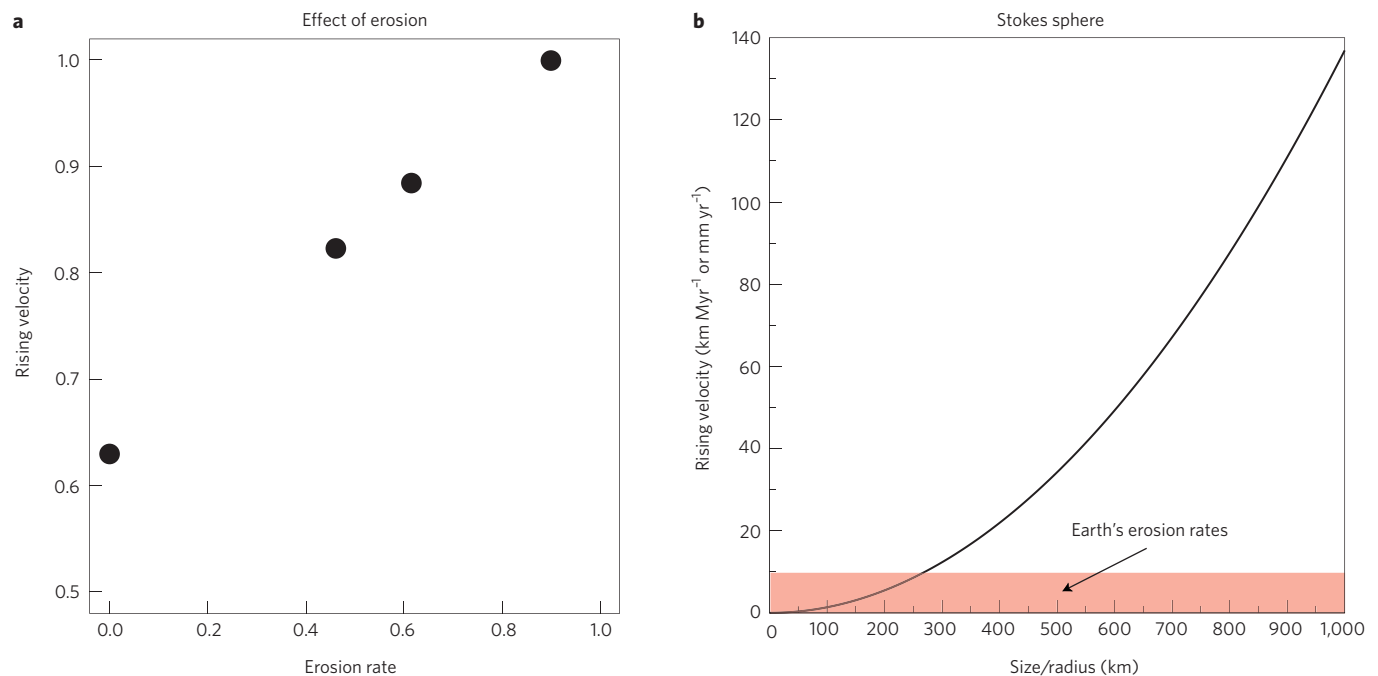 a
Effect of erosion
1.0
0.9
0.8
0.7
0.6
0.5
Rising velocity
0.0 0.2 0.4 0.6 0.8 1.0
Erosion rate
b
Stokes sphere
140
120
100
80
60
40
20
0
Rising velocity (km Myr⁻¹ or mm yr⁻¹)
Earth's erosion rates
0 100 200 300 400 500 600 700 800 900 1,000
Size/radius (km)